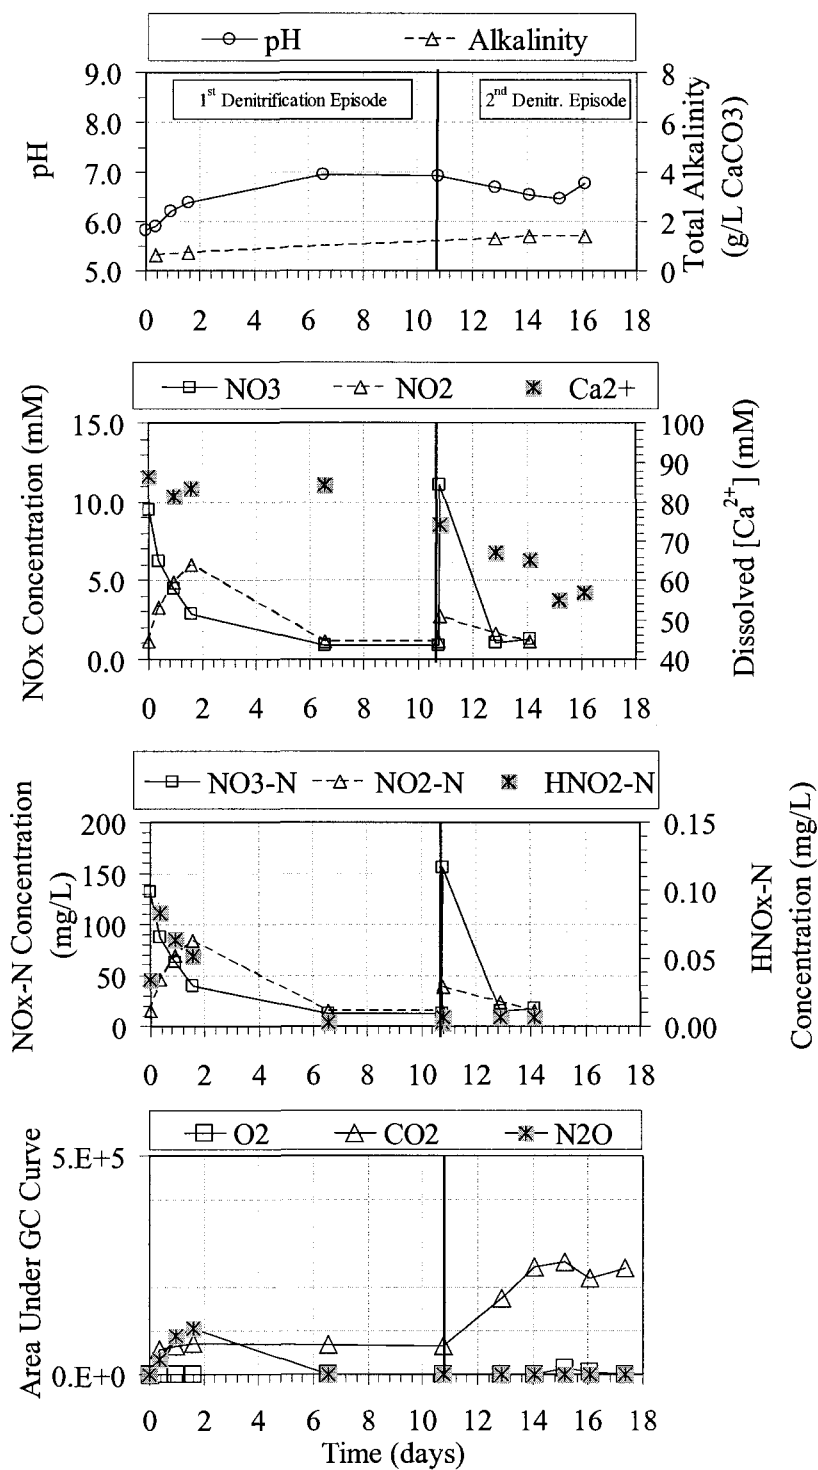 pH Alkalinity
9.0 8
1st Denitrification Episode 2nd Denitr. Episode
8.0 6
7.0 4
6.0 2
5.0 0
0 2 4 6 8 10 12 14 16 18
pH
Total Alkalinity
(g/L CaCO3)
NO3 NO2 Ca2+
15.0 100
90
10.0 80
70
5.0 60
50
0.0 40
0 2 4 6 8 10 12 14 16 18
NOx Concentration (mM)
Dissolved [Ca2+] (mM)
NO3-N NO2-N HNO2-N
200 0.15
150
0.10
100
0.05
50
0 0.00
0 2 4 6 8 10 12 14 16 18
NOx-N Concentration
(mg/L)
HNOx-N
Concentration (mg/L)
O2 CO2 N2O
5.E+5
0.E+0
0 2 4 6 8 10 12 14 16 18
Area Under GC Curve
Time (days)